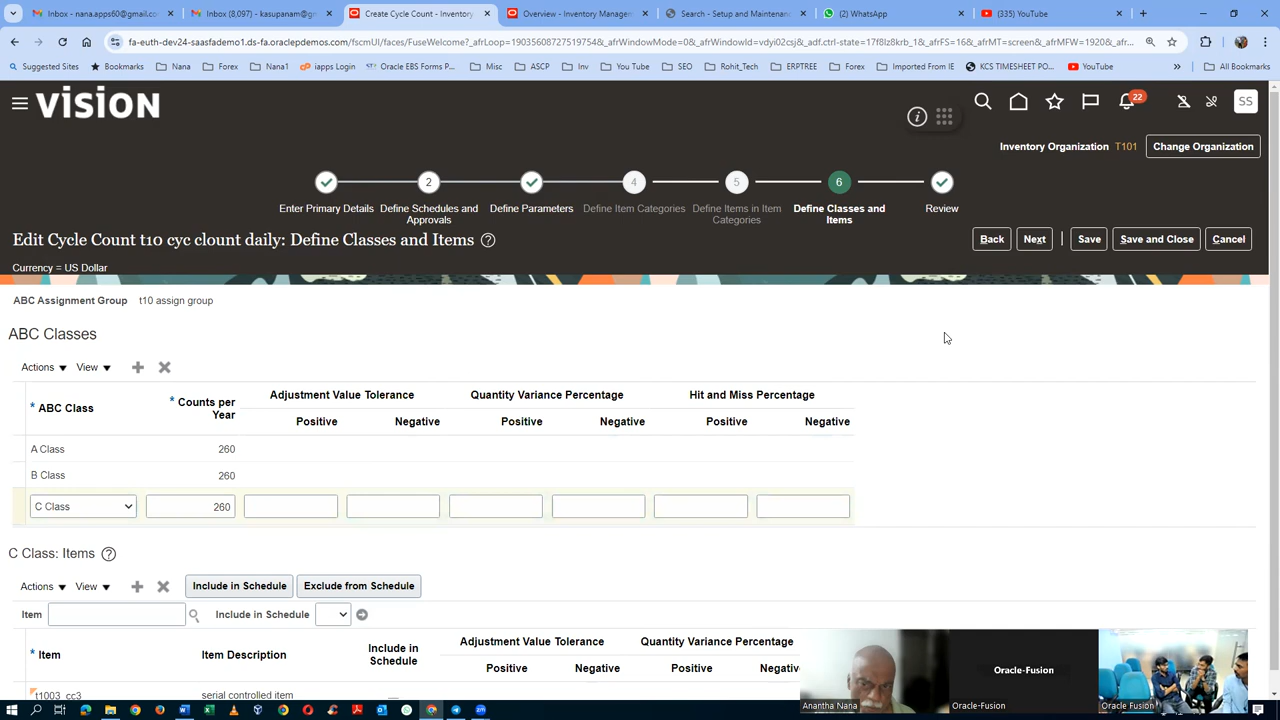 nana.apps60@gmail.co
Inbox (8,097) - kasupanam@g
Create Cycle Count - Inventory
Overview - Inventory Managem
Search - Setup and Maintenanc
(2) WhatsApp
(335) YouTube
fa-euth-dev24-saasfademo1.ds-fa.oraclepdemos.com/fscmUI/faces/FuseWelcome?_afrLoop=19035608727519754&_afrWindowMode=0&_afrWindowId=vdyi02csj&_adf.ctrl-state=17f8lz8krb_1&_afrFS=16&_afrMT=screen&_afrMFW=1920&_afr...
Suggested Sites
Bookmarks
Nana
Forex
Nana1
iapps Login
Oracle EBS Forms P...
Misc
ASCP
Inv
You Tube
SEO
Rohit_Tech
ERPTREE
Forex
Imported From IE
KCS TIMESHEET PO...
YouTube
All Bookmarks
VISION
22
SS
Inventory Organization T101
Change Organization
2
4
5
6
Enter Primary Details
Define Schedules and Approvals
Define Parameters
Define Item Categories
Define Items in Item Categories
Define Classes and Items
Review
Edit Cycle Count t10 cyc clount daily: Define Classes and Items
Back
Next
Save
Save and Close
Cancel
Currency = US Dollar
ABC Assignment Group t10 assign group
ABC Classes
Actions
View
* ABC Class
* Counts per Year
Adjustment Value Tolerance
Quantity Variance Percentage
Hit and Miss Percentage
Positive
Negative
Positive
Negative
Positive
Negative
A Class 260
B Class 260
C Class 260
C Class: Items
Actions
View
Include in Schedule
Exclude from Schedule
Item
Include in Schedule
* Item
Item Description
Include in Schedule
Adjustment Value Tolerance
Quantity Variance Percentage
Positive
Negative
Positive
t1003_cc3
serial controlled item
Oracle-Fusion
Anantha Nana
Oracle-Fusion
Oracle Fusion